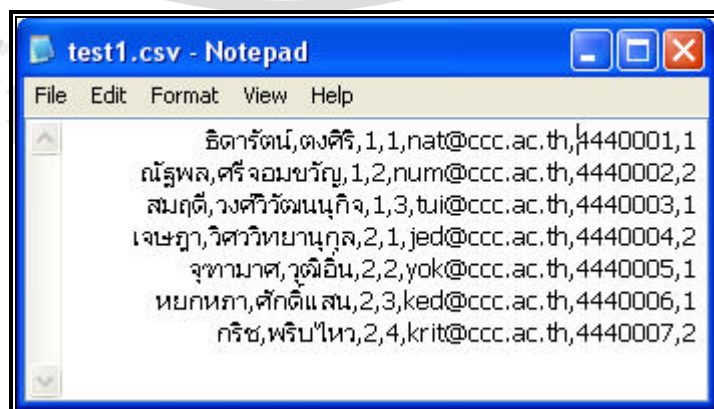 test1.csv - Notepad
File Edit Format View Help
ธิดารัตน์,ตงศิริ,1,1,nat@ccc.ac.th,4440001,1
ณัฐพล,ศรีจอมขวัญ,1,2,num@ccc.ac.th,4440002,2
สมฤดี,วงศ์วิวัฒนนุกิจ,1,3,tui@ccc.ac.th,4440003,1
เจษฎา,วิศววิทยานุกูล,2,1,jed@ccc.ac.th,4440004,2
จุฑามาศ,วุฒิอิ่น,2,2,yok@ccc.ac.th,4440005,1
หยกหภา,ศักดิ์แสน,2,3,ked@ccc.ac.th,4440006,1
กริช,พริบไหว,2,4,krit@ccc.ac.th,4440007,2